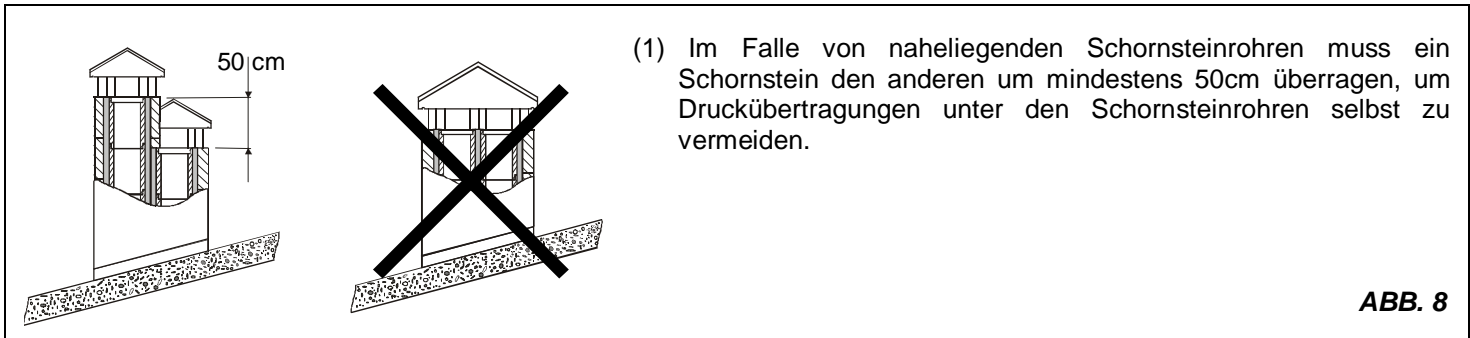 50 cm
(1) Im Falle von naheliegenden Schornsteinrohren muss ein
Schornstein den anderen um mindestens 50cm überragen, um
Druckübertragungen unter den Schornsteinrohren selbst zu
vermeiden.
ABB. 8